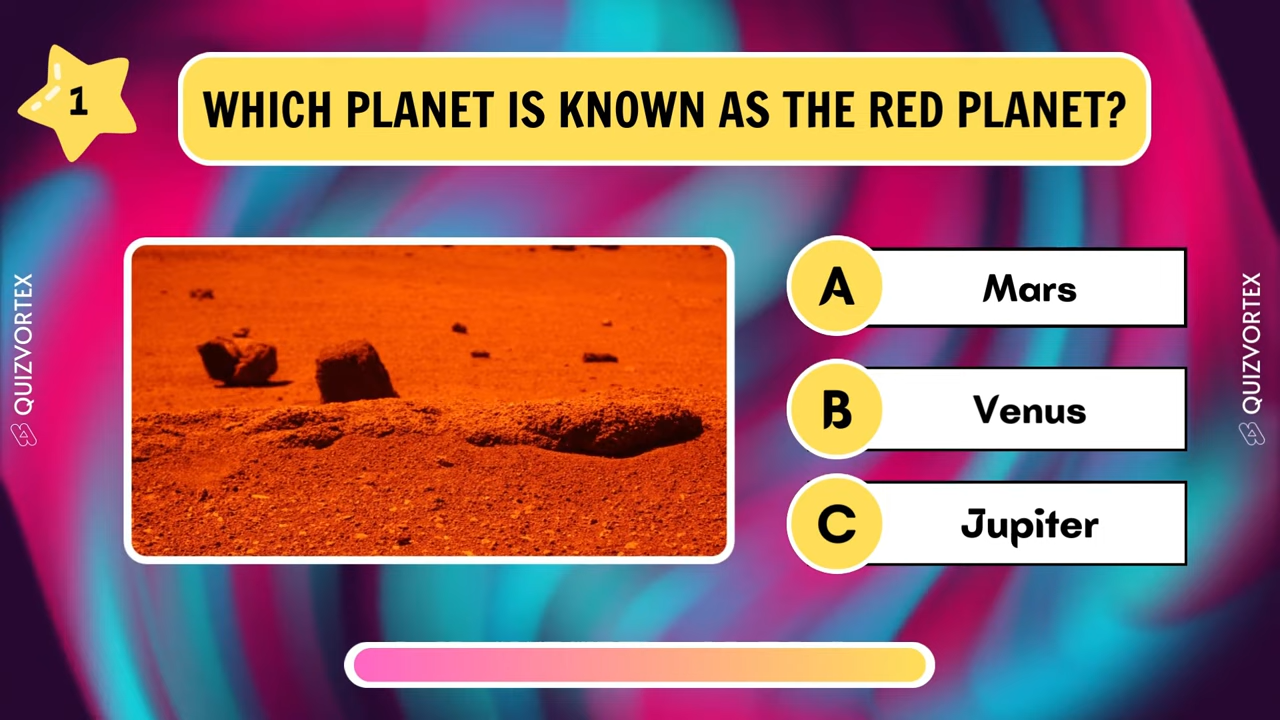 1
WHICH PLANET IS KNOWN AS THE RED PLANET?
QUIZVORTEX
A Mars
B Venus
C Jupiter
QUIZVORTEX